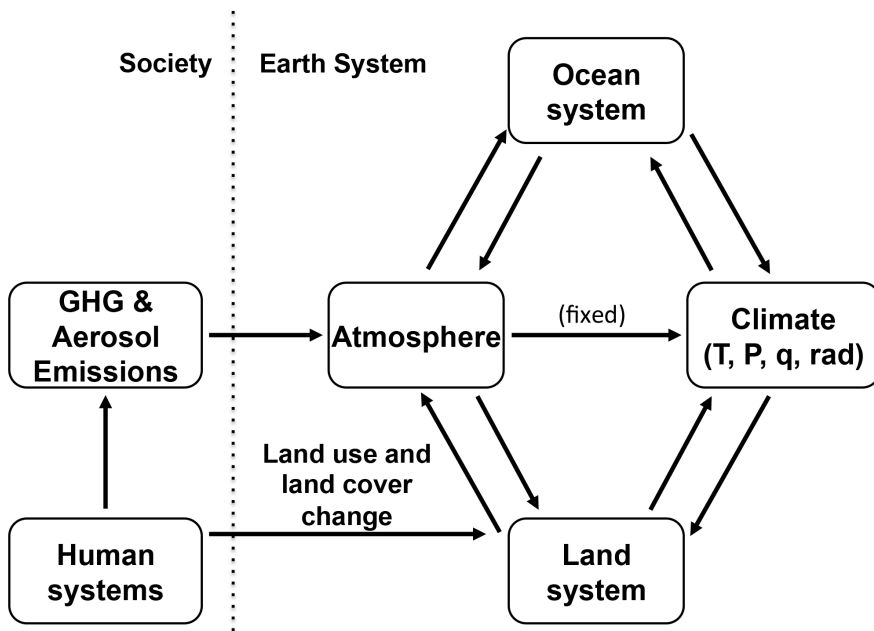 Society
Earth System
Ocean
system
GHG &
Aerosol
Emissions
Atmosphere
(fixed)
Climate
(T, P, q, rad)
Land use and
land cover
change
Human
systems
Land
system